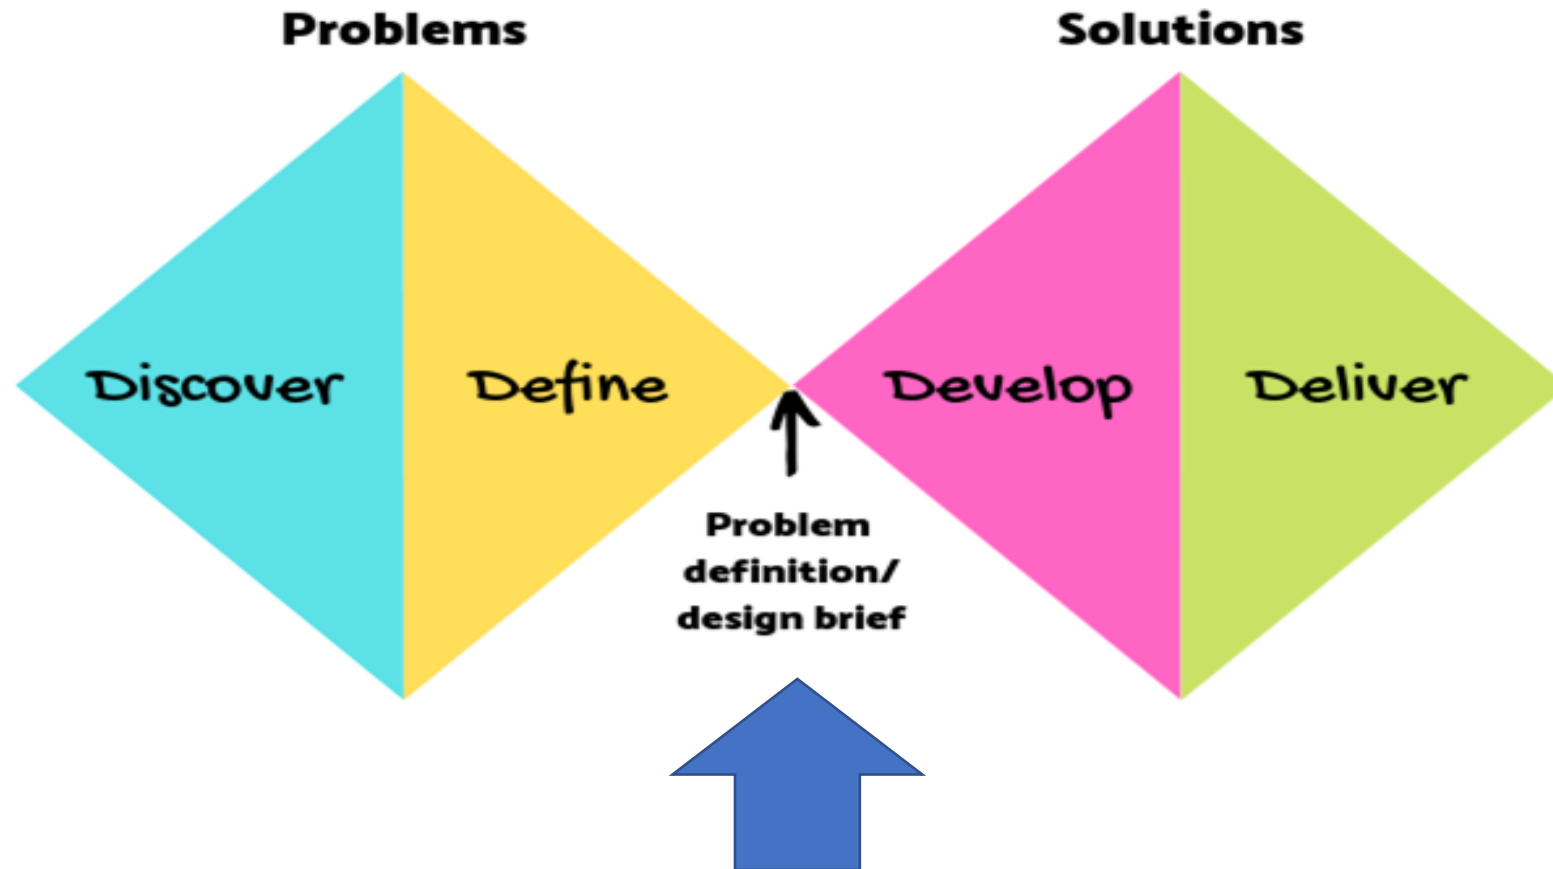 Problems
Solutions
Discover
Define
Develop
Deliver
Problem
definition/
design brief